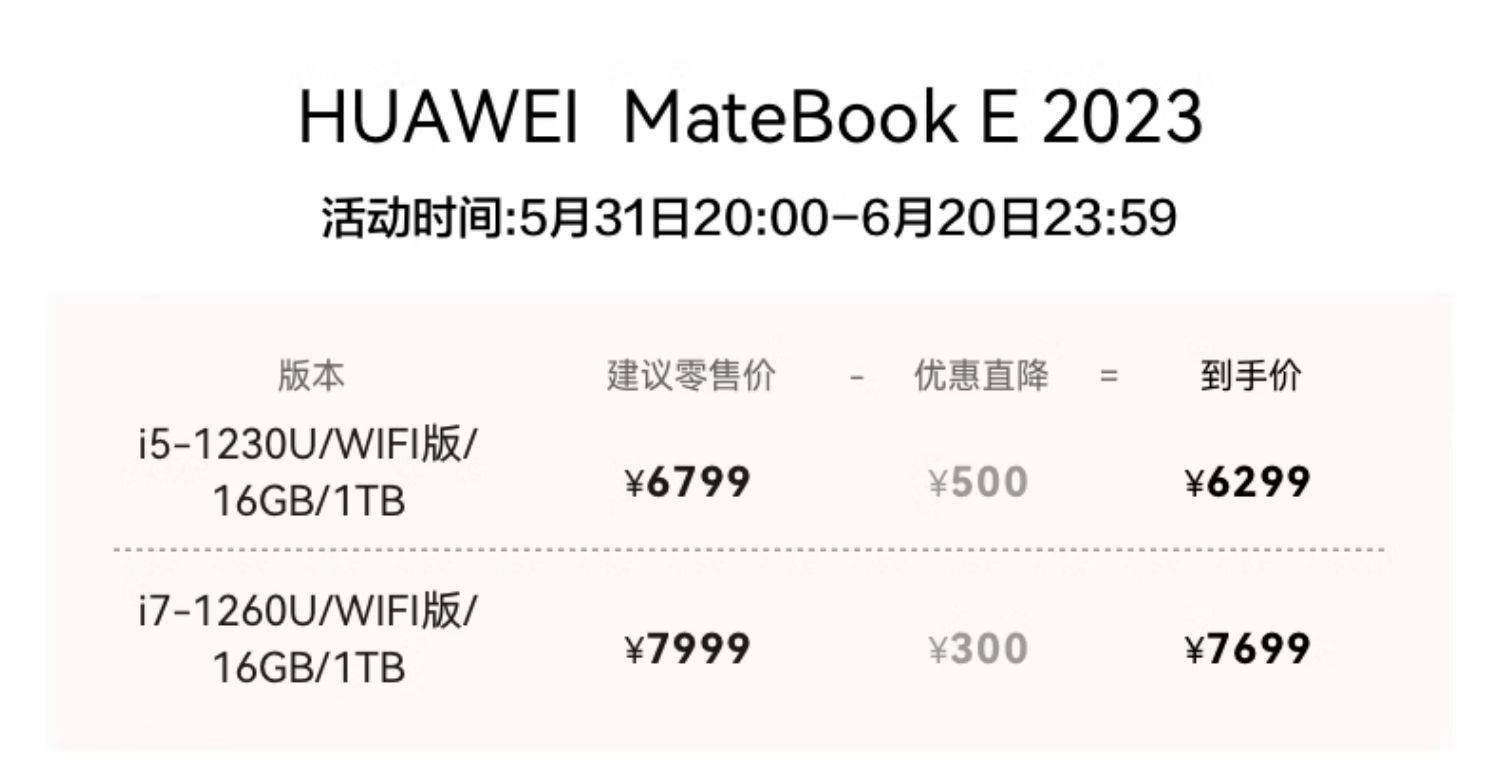 HUAWEI MateBook E 2023
活动时间:5月31日20:00-6月20日23:59
版本 建议零售价 - 优惠直降 = 到手价
i5-1230U/WIFI版/
16GB/1TB
¥6799 ¥500 ¥6299
i7-1260U/WIFI版/
16GB/1TB
¥7999 ¥300 ¥7699